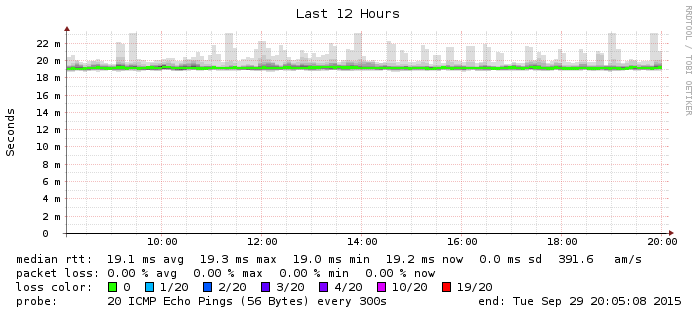 Last 12 Hours
RRDTOOL / TOBI OETIKER
Seconds
22 m
20 m
18 m
16 m
14 m
12 m
10 m
8 m
6 m
4 m
2 m
0
10:00 12:00 14:00 16:00 18:00 20:00
median rtt: 19.1 ms avg 19.3 ms max 19.0 ms min 19.2 ms now 0.0 ms sd 391.6 am/s
packet loss: 0.00 % avg 0.00 % max 0.00 % min 0.00 % now
loss color: 0 1/20 2/20 3/20 4/20 10/20 19/20
probe: 20 ICMP Echo Pings (56 Bytes) every 300s end: Tue Sep 29 20:05:08 2015